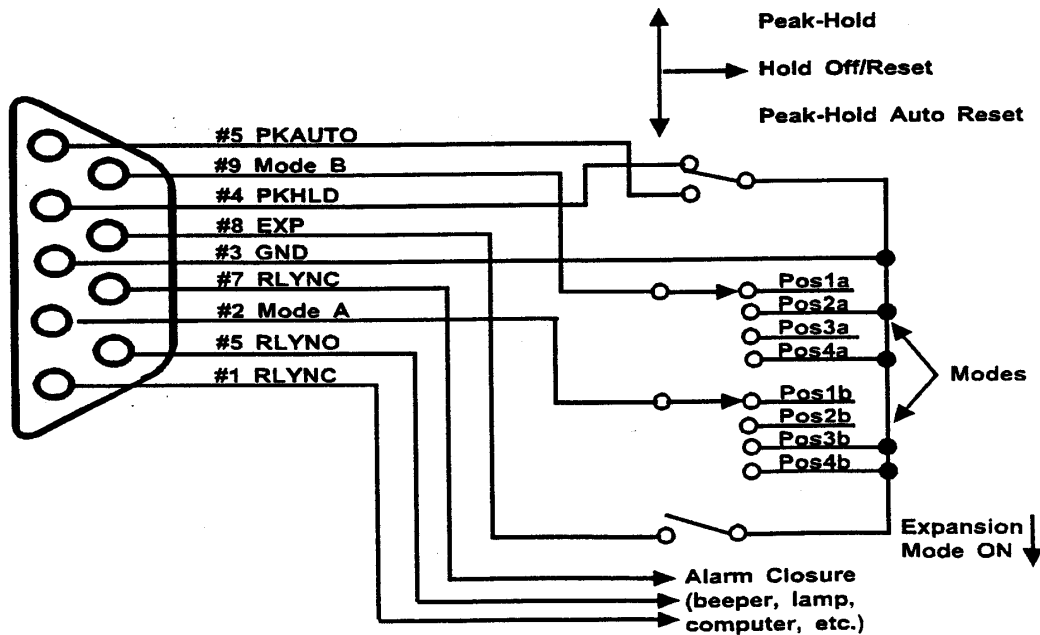 Peak-Hold
Hold Off/Reset
Peak-Hold Auto Reset
#5 PKAUTO
#9 Mode B
#4 PKHLD
#8 EXP
#3 GND
#7 RLYNC
#2 Mode A
#5 RLYNO
#1 RLYNC
Pos1a
Pos2a
Pos3a
Pos4a
Modes
Pos1b
Pos2b
Pos3b
Pos4b
Expansion
Mode ON
Alarm Closure
(beeper, lamp,
computer, etc.)